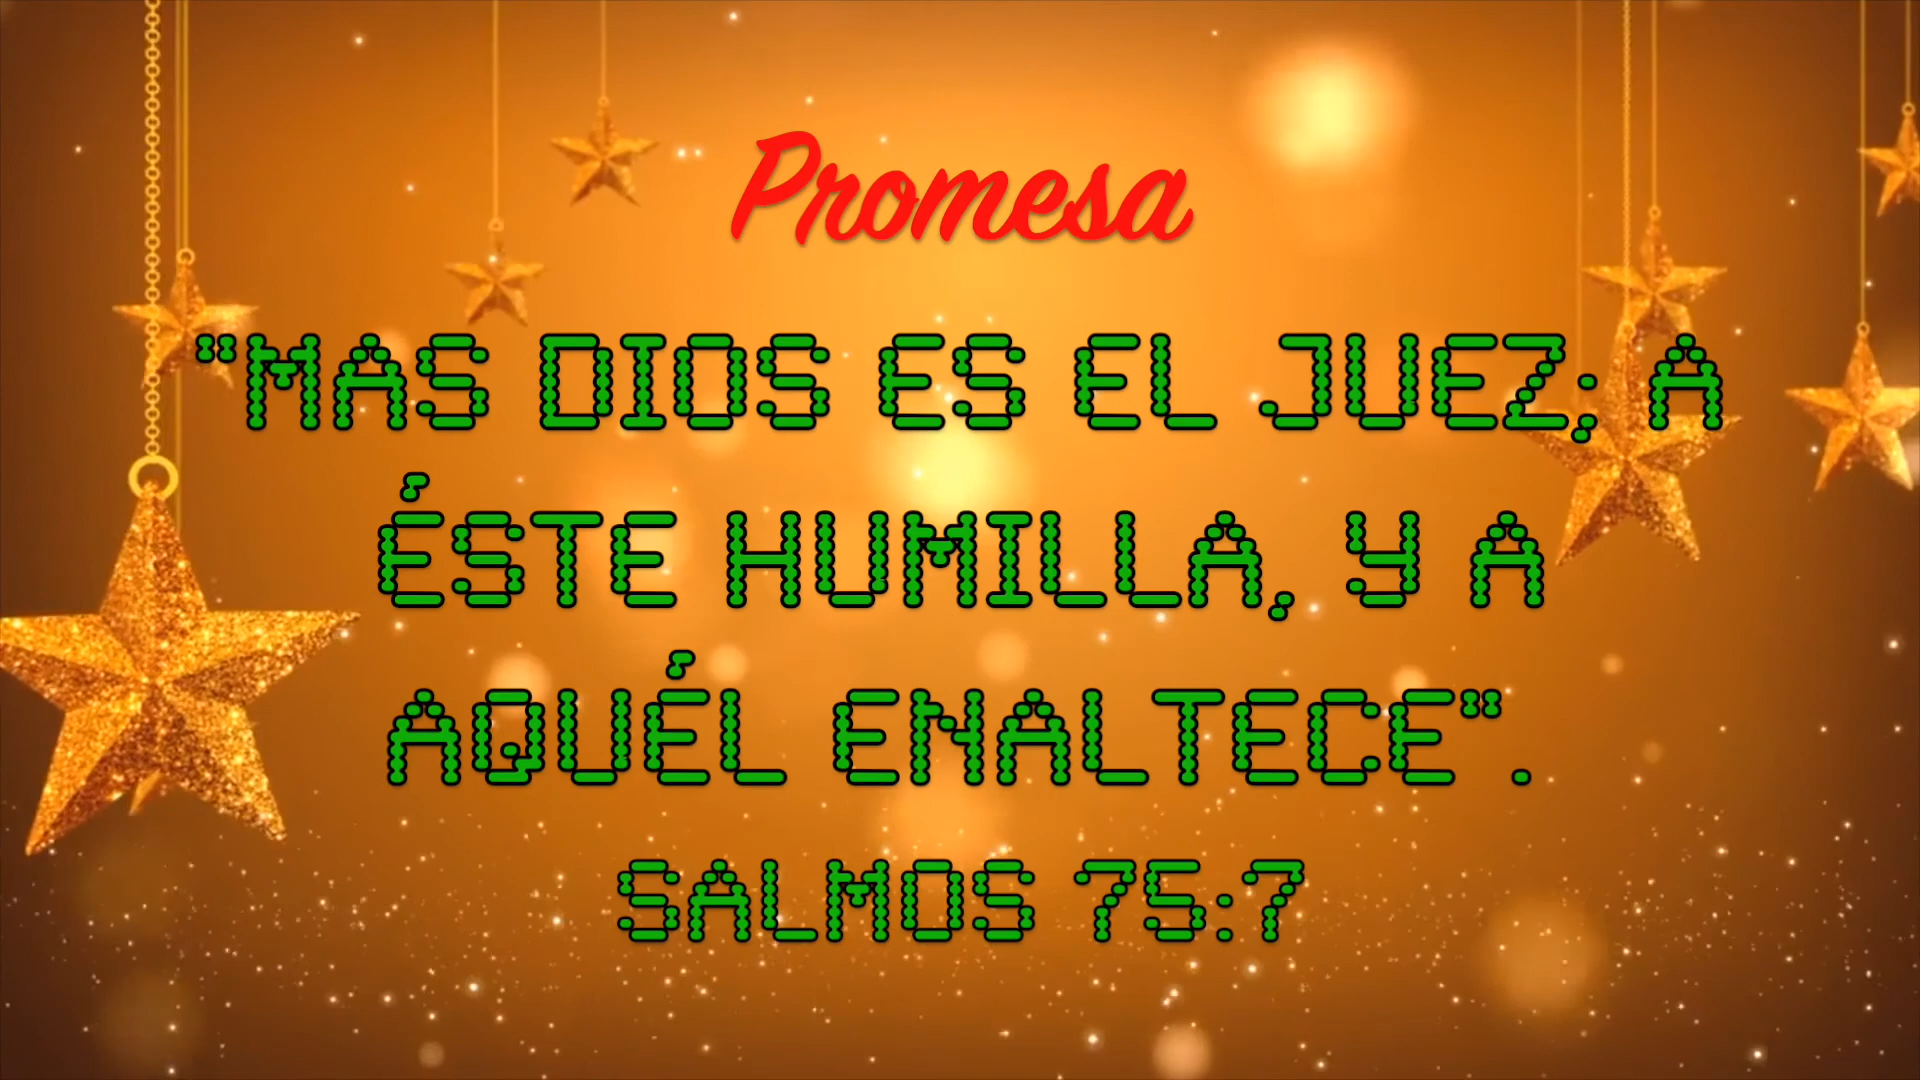 Promesa
"MAS DIOS ES EL JUEZ; A
ÉSTE HUMILLA, Y A
AQUÉL ENALTECE".
SALMOS 75:7